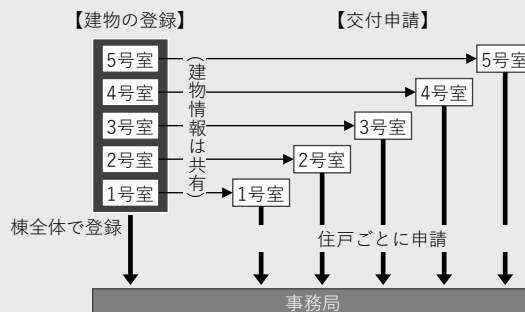 【建物の登録】
【交付申請】
5号室
4号室
3号室
2号室
1号室
（建物情報は共有）
5号室
4号室
3号室
2号室
1号室
棟全体で登録
住戸ごとに申請
事務局